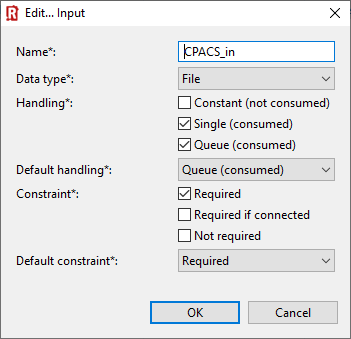 Edit... Input
Name*: CPACS_in
Data type*: File
Handling*: Constant (not consumed)
Single (consumed)
Queue (consumed)
Default handling*: Queue (consumed)
Constraint*: Required
Required if connected
Not required
Default constraint*: Required
OK Cancel